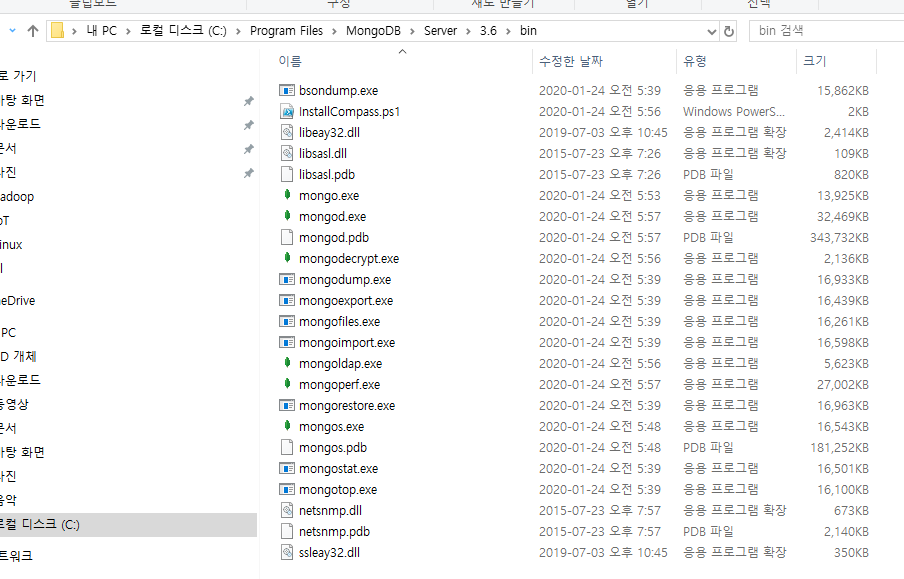 클립보드 구성 새로 만들기 열기 선택
내 PC > 로컬 디스크 (C:) > Program Files > MongoDB > Server > 3.6 > bin
bin 검색
이름 수정한 날짜 유형 크기
bsondump.exe 2020-01-24 오전 5:39 응용 프로그램 15,862KB
InstallCompass.ps1 2020-01-24 오전 5:56 Windows PowerS... 2KB
libeay32.dll 2019-07-03 오후 10:45 응용 프로그램 확장 2,414KB
libsasl.dll 2015-07-23 오후 7:26 응용 프로그램 확장 109KB
libsasl.pdb 2015-07-23 오후 7:26 PDB 파일 820KB
mongo.exe 2020-01-24 오전 5:53 응용 프로그램 13,925KB
mongod.exe 2020-01-24 오전 5:57 응용 프로그램 32,469KB
mongod.pdb 2020-01-24 오전 5:57 PDB 파일 343,732KB
mongodecrypt.exe 2020-01-24 오전 5:56 응용 프로그램 2,136KB
mongodump.exe 2020-01-24 오전 5:39 응용 프로그램 16,933KB
mongoexport.exe 2020-01-24 오전 5:39 응용 프로그램 16,439KB
mongofiles.exe 2020-01-24 오전 5:39 응용 프로그램 16,261KB
mongoimport.exe 2020-01-24 오전 5:39 응용 프로그램 16,598KB
mongoldap.exe 2020-01-24 오전 5:56 응용 프로그램 5,623KB
mongoperf.exe 2020-01-24 오전 5:57 응용 프로그램 27,002KB
mongorestore.exe 2020-01-24 오전 5:39 응용 프로그램 16,963KB
mongos.exe 2020-01-24 오전 5:48 응용 프로그램 16,543KB
mongos.pdb 2020-01-24 오전 5:48 PDB 파일 181,252KB
mongostat.exe 2020-01-24 오전 5:39 응용 프로그램 16,501KB
mongotop.exe 2020-01-24 오전 5:39 응용 프로그램 16,100KB
netsnmp.dll 2015-07-23 오후 7:57 응용 프로그램 확장 673KB
netsnmp.pdb 2015-07-23 오후 7:57 PDB 파일 2,140KB
ssleay32.dll 2019-07-03 오후 10:45 응용 프로그램 확장 350KB
로 가기
탕 화면
운로드
문서
진
adoop
oT
inux
eDrive
PC
D 개체
운로드
동영상
문서
탕 화면
진
음악
로컬 디스크 (C:)
트워크